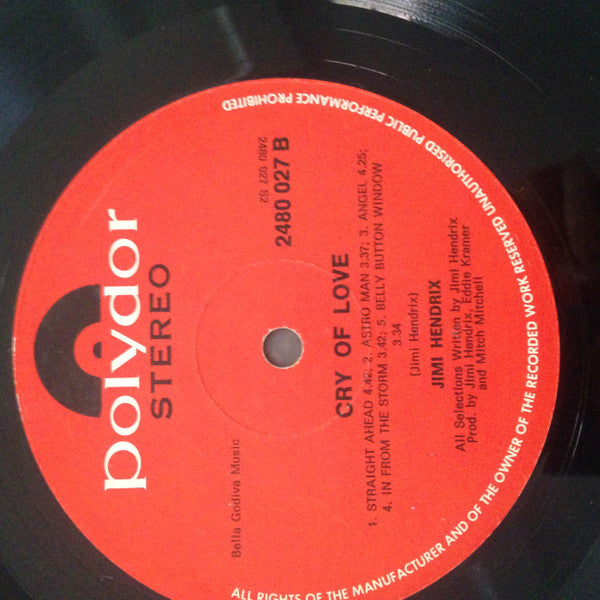 polydor
STEREO
Bella Godiva Music
2480 027 B2
2480 027 B
CRY OF LOVE
1. STRAIGHT AHEAD 4.42; 2. ASTRO MAN 3.37; 3. ANGEL 4.25;
4. IN FROM THE STORM 3.42; 5. BELLY BUTTON WINDOW
3.34
(Jimi Hendrix)
JIMI HENDRIX
All Selections Written by Jimi Hendrix
Prod. by Jimi Hendrix, Eddie Kramer
and Mitch Mitchell
ALL RIGHTS OF THE MANUFACTURER AND OF THE OWNER OF THE RECORDED WORK RESERVED UNAUTHORISED PUBLIC PERFORMANCE PROHIBITED